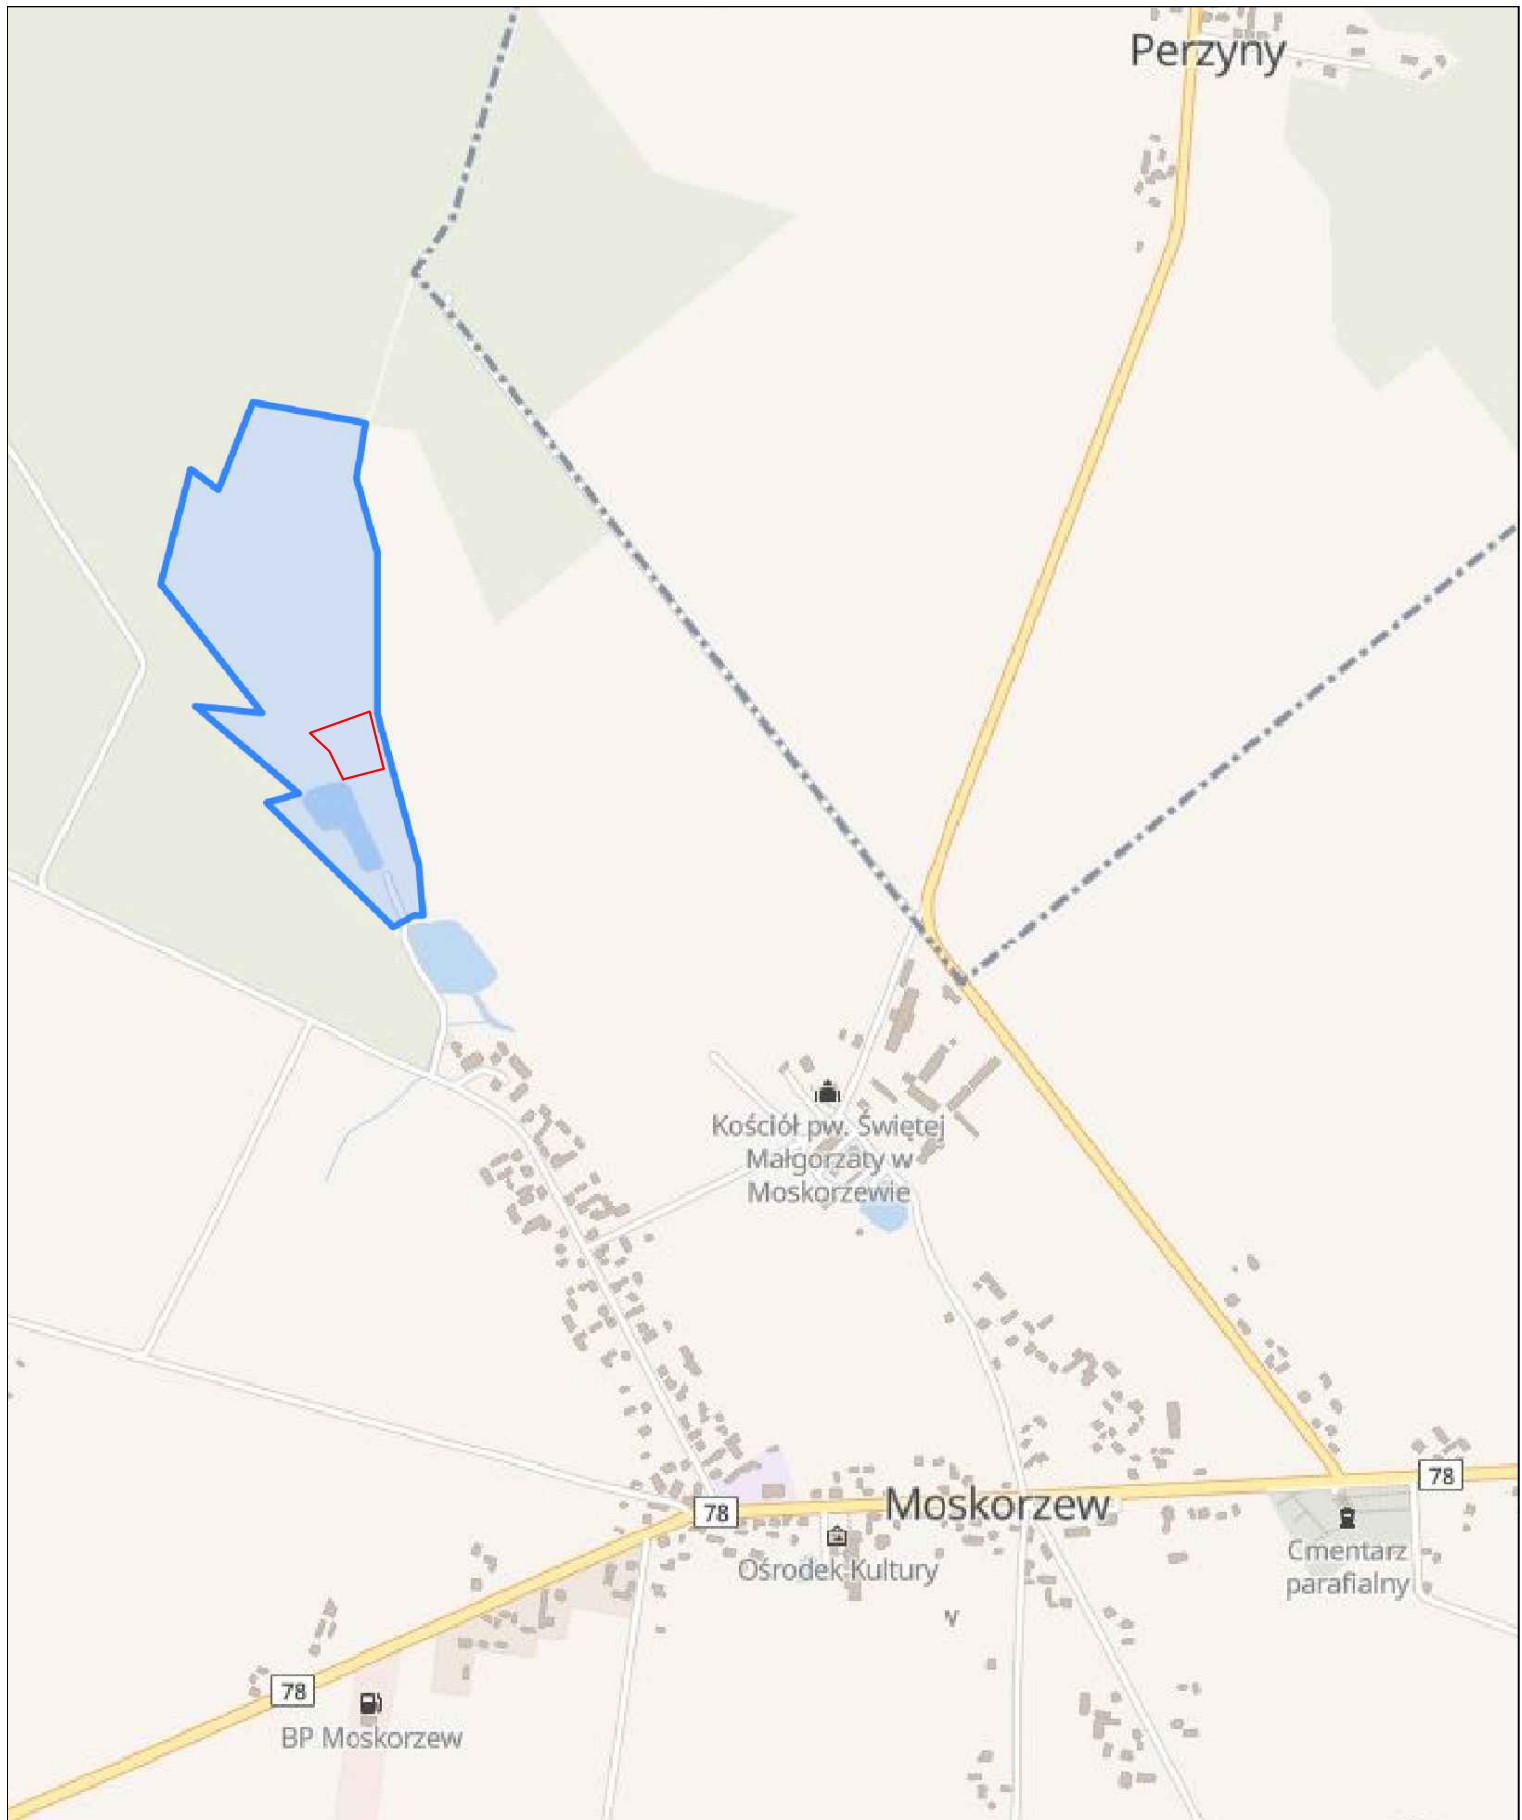 Perzyny
Kościół pw. Świętej
Małgorzaty w
Moskorzewie
78
78
Moskorzew
Ośrodek Kultury
Cmentarz
parafialny
78
BP Moskorzew